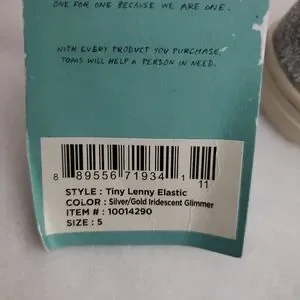 ONE FOR ONE BECAUSE WE ARE ONE.
WITH EVERY PRODUCT YOU PURCHASE,
TOMS WILL HELP A PERSON IN NEED.
8 89556 71934 1
11
STYLE : Tiny Lenny Elastic
COLOR : Silver/Gold Iridescent Glimmer
ITEM # : 10014290
SIZE : 5